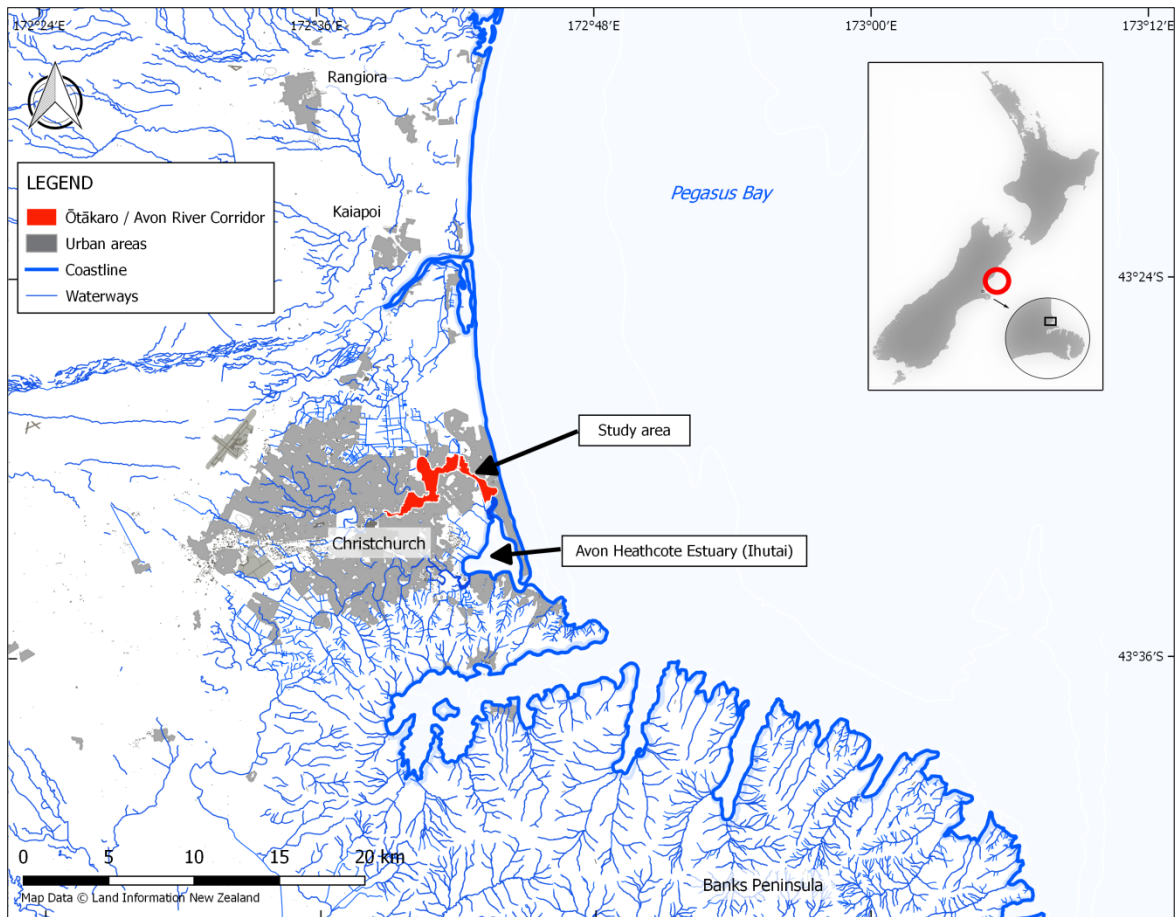 172°24′E
172°36′E
172°48′E
173°00′E
173°12′E
Rangiora
LEGEND
Ōtākaro / Avon River Corridor
Urban areas
Coastline
Waterways
Kaiapoi
Pegasus Bay
43°24′S
Study area
Christchurch
Avon Heathcote Estuary (Ihutai)
43°36′S
0 5 10 15 20 km
Map Data © Land Information New Zealand
Banks Peninsula